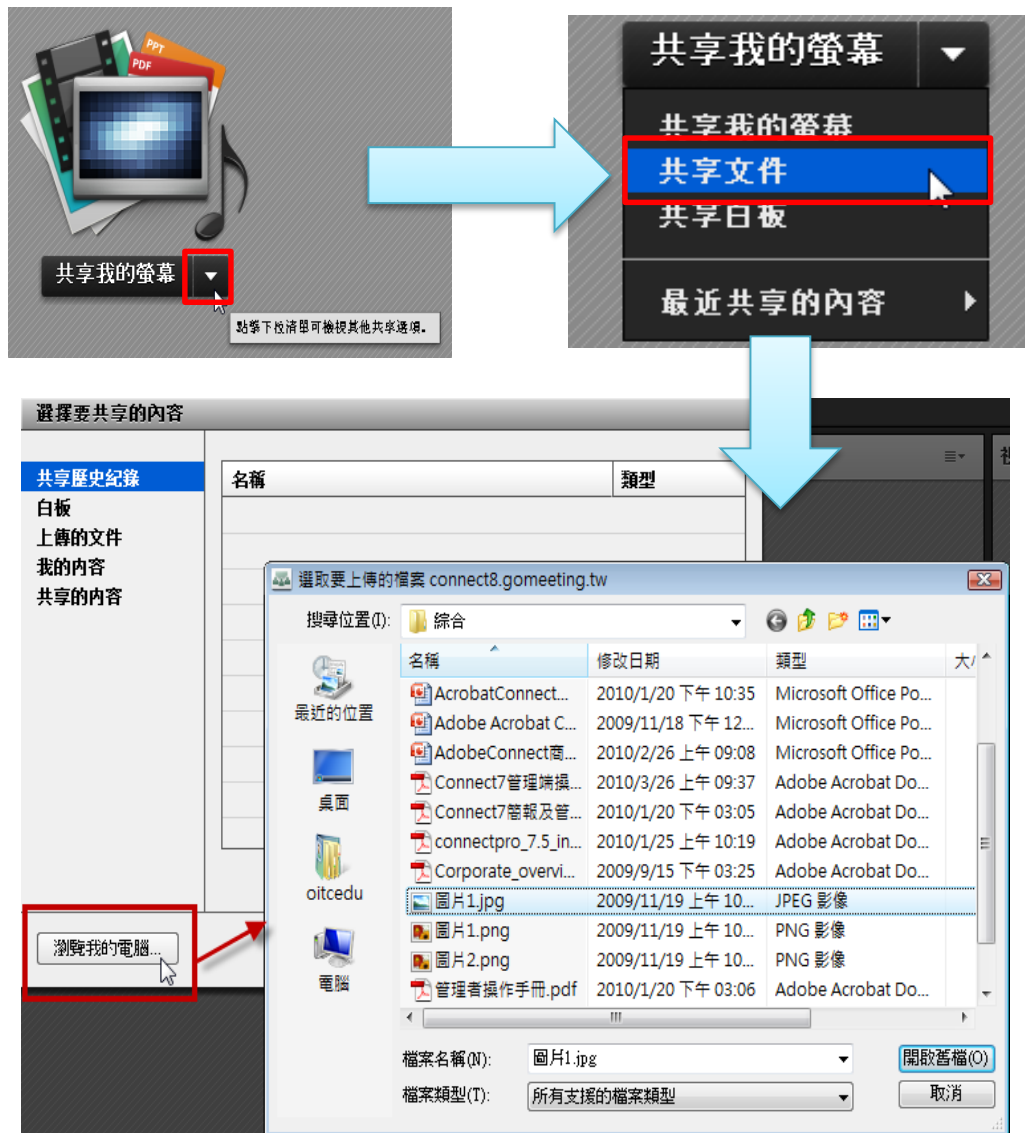 PPT
PDF
共享我的螢幕
點擊下拉清單可檢視其他共享選項。
共享我的螢幕
共享我的螢幕
共享文件
共享白板
最近共享的內容
選擇要共享的內容
共享歷史紀錄
白板
上傳的文件
我的內容
共享的內容
名稱 類型
選取要上傳的檔案 connect8.gomeeting.tw
搜尋位置(I): 綜合
最近的位置
桌面
oitcedu
電腦
名稱 修改日期 類型 大
AcrobatConnect... 2010/1/20 下午 10:35 Microsoft Office Po...
Adobe Acrobat C... 2009/11/18 下午 12... Microsoft Office Po...
AdobeConnect商... 2010/2/26 上午 09:08 Microsoft Office Po...
Connect7管理端操... 2010/3/26 上午 09:37 Adobe Acrobat Do...
Connect7簡報及管... 2010/1/20 下午 03:05 Adobe Acrobat Do...
connectpro_7.5_in... 2010/1/25 上午 10:19 Adobe Acrobat Do...
Corporate_overvi... 2009/9/15 下午 03:25 Adobe Acrobat Do...
圖片1.jpg 2009/11/19 上午 10... JPEG 影像
圖片1.png 2009/11/19 上午 10... PNG 影像
圖片2.png 2009/11/19 上午 10... PNG 影像
管理者操作手冊.pdf 2010/1/20 下午 03:06 Adobe Acrobat Do...
瀏覽我的電腦...
檔案名稱(N): 圖片1.jpg 開啟舊檔(O)
檔案類型(T): 所有支援的檔案類型 取消